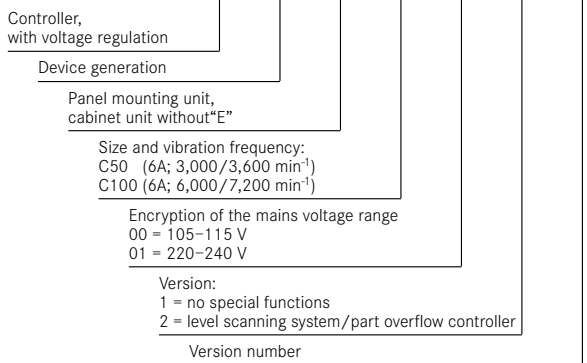 Controller,
with voltage regulation
Device generation
Panel mounting unit,
cabinet unit without“E”
Size and vibration frequency:
C50 (6A; 3,000/3,600 min⁻¹)
C100 (6A; 6,000/7,200 min⁻¹)
Encryption of the mains voltage range
00 = 105–115 V
01 = 220–240 V
Version:
1 = no special functions
2 = level scanning system/part overflow controller
Version number